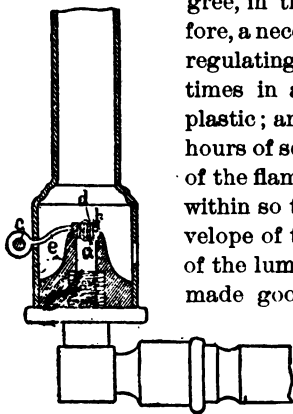 gree, in th
fore, a nece
regulating
times in a
plastic; an
hours of se
of the flam
within so t
velope of t
of the lum
made goo
d
c
e
a